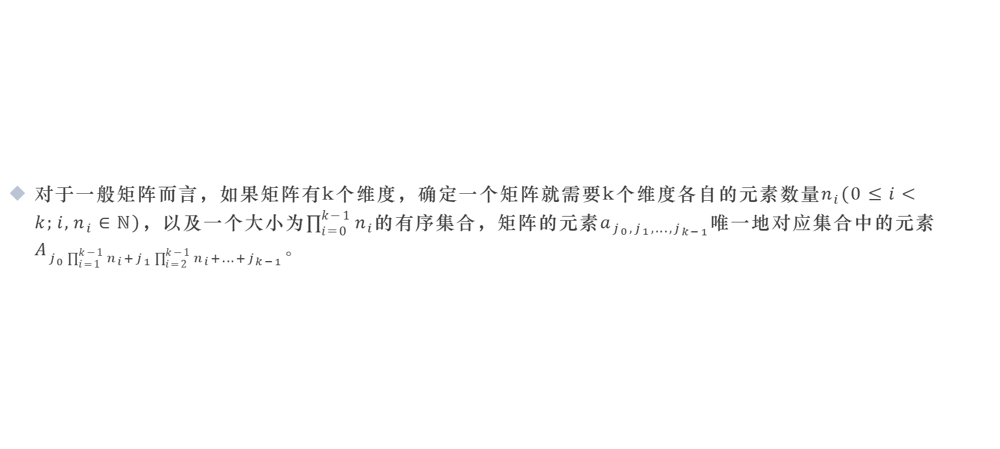 对于一般矩阵而言，如果矩阵有k个维度，确定一个矩阵就需要k个维度各自的元素数量$n_i(0 \leq i <$
$k; i, n_i \in \mathbb{N})$，以及一个大小为$\prod_{i=0}^{k-1} n_i$的有序集合，矩阵的元素$a_{j_0,j_1,\ldots,j_{k-1}}$唯一地对应集合中的元素
$A_{j_0 \prod_{i=1}^{k-1} n_i + j_1 \prod_{i=2}^{k-1} n_i + \ldots + j_{k-1}}$。